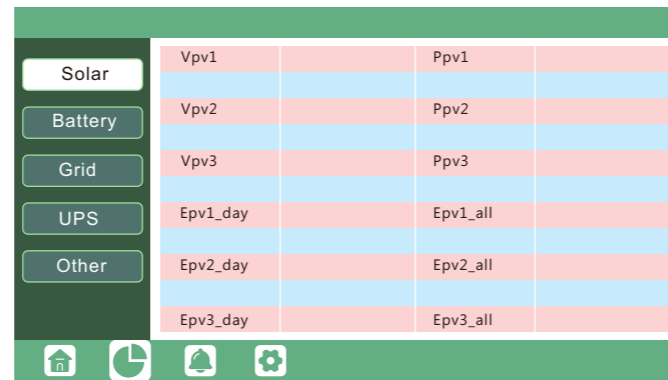 Solar
Battery
Grid
UPS
Other
Vpv1 Ppv1
Vpv2 Ppv2
Vpv3 Ppv3
Epv1_day Epv1_all
Epv2_day Epv2_all
Epv3_day Epv3_all